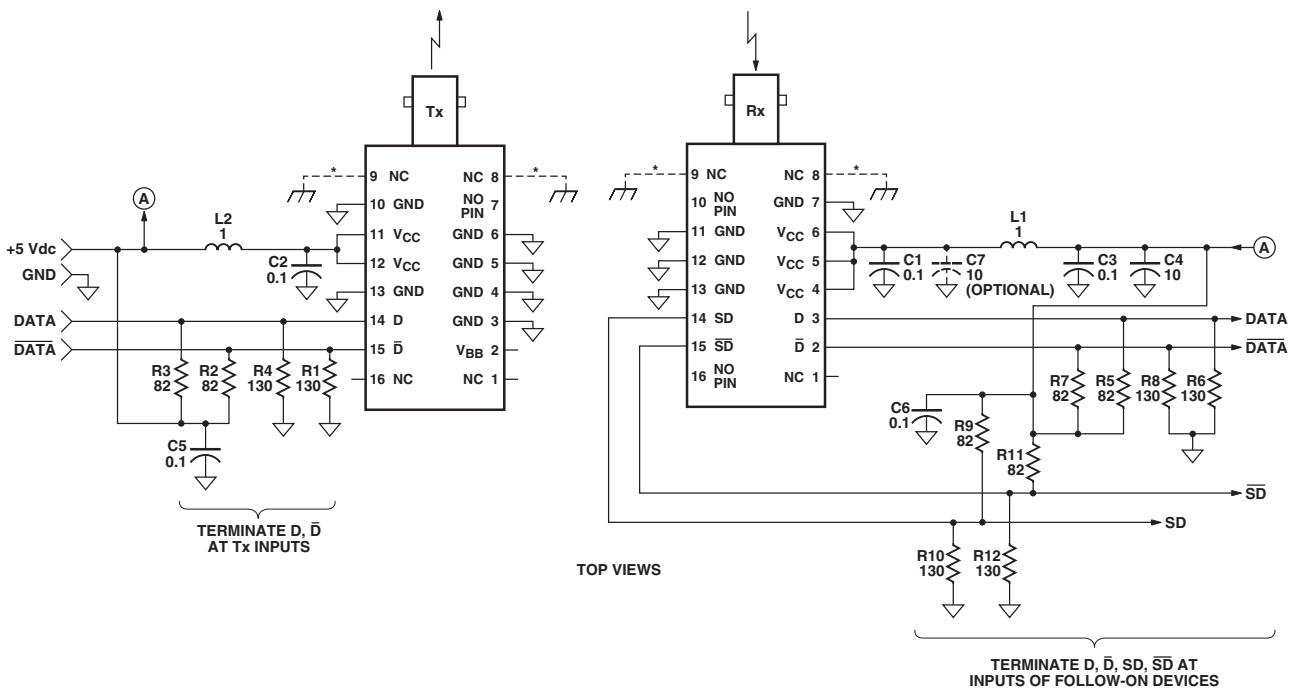 Tx
Rx
*
*
*
*
9 NC
NC 8
10 GND
NO PIN 7
11 VCC
GND 6
12 VCC
GND 5
13 GND
GND 4
14 D
GND 3
15 D̅
VBB 2
16 NC
NC 1
A
+5 Vdc
L2
1
C2
0.1
GND
DATA
D̅A̅T̅A̅
R3
82
R2
82
R4
130
R1
130
C5
0.1
TERMINATE D, D̅
AT Tx INPUTS
9 NC
NC 8
10 NO PIN
GND 7
11 GND
VCC 6
12 GND
VCC 5
13 GND
VCC 4
14 SD
D 3
15 S̅D̅
D̅ 2
16 NO PIN
NC 1
C1
0.1
C7
10
(OPTIONAL)
L1
1
C3
0.1
C4
10
A
DATA
D̅A̅T̅A̅
R7
82
R5
82
R8
130
R6
130
C6
0.1
R9
82
R11
82
S̅D̅
SD
R10
130
R12
130
TOP VIEWS
TERMINATE D, D̅, SD, S̅D̅ AT
INPUTS OF FOLLOW-ON DEVICES